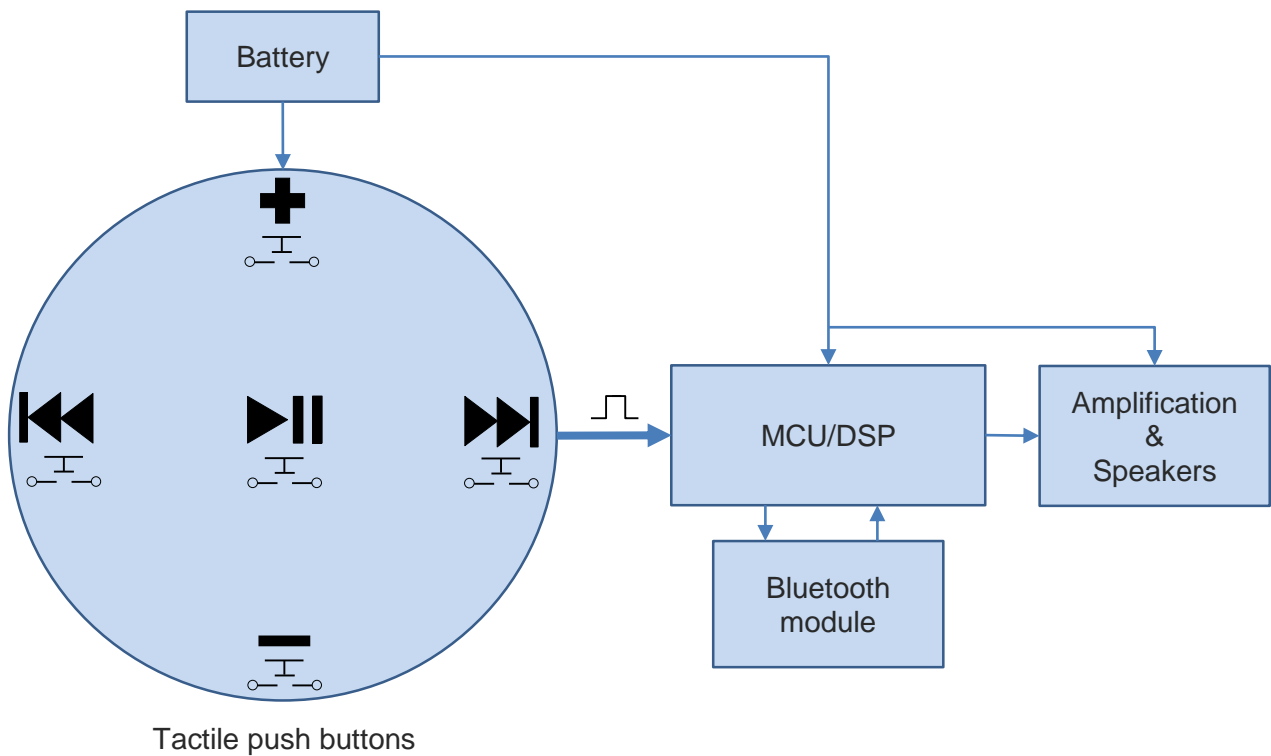 Battery
MCU/DSP
Amplification
&
Speakers
Bluetooth
module
Tactile push buttons